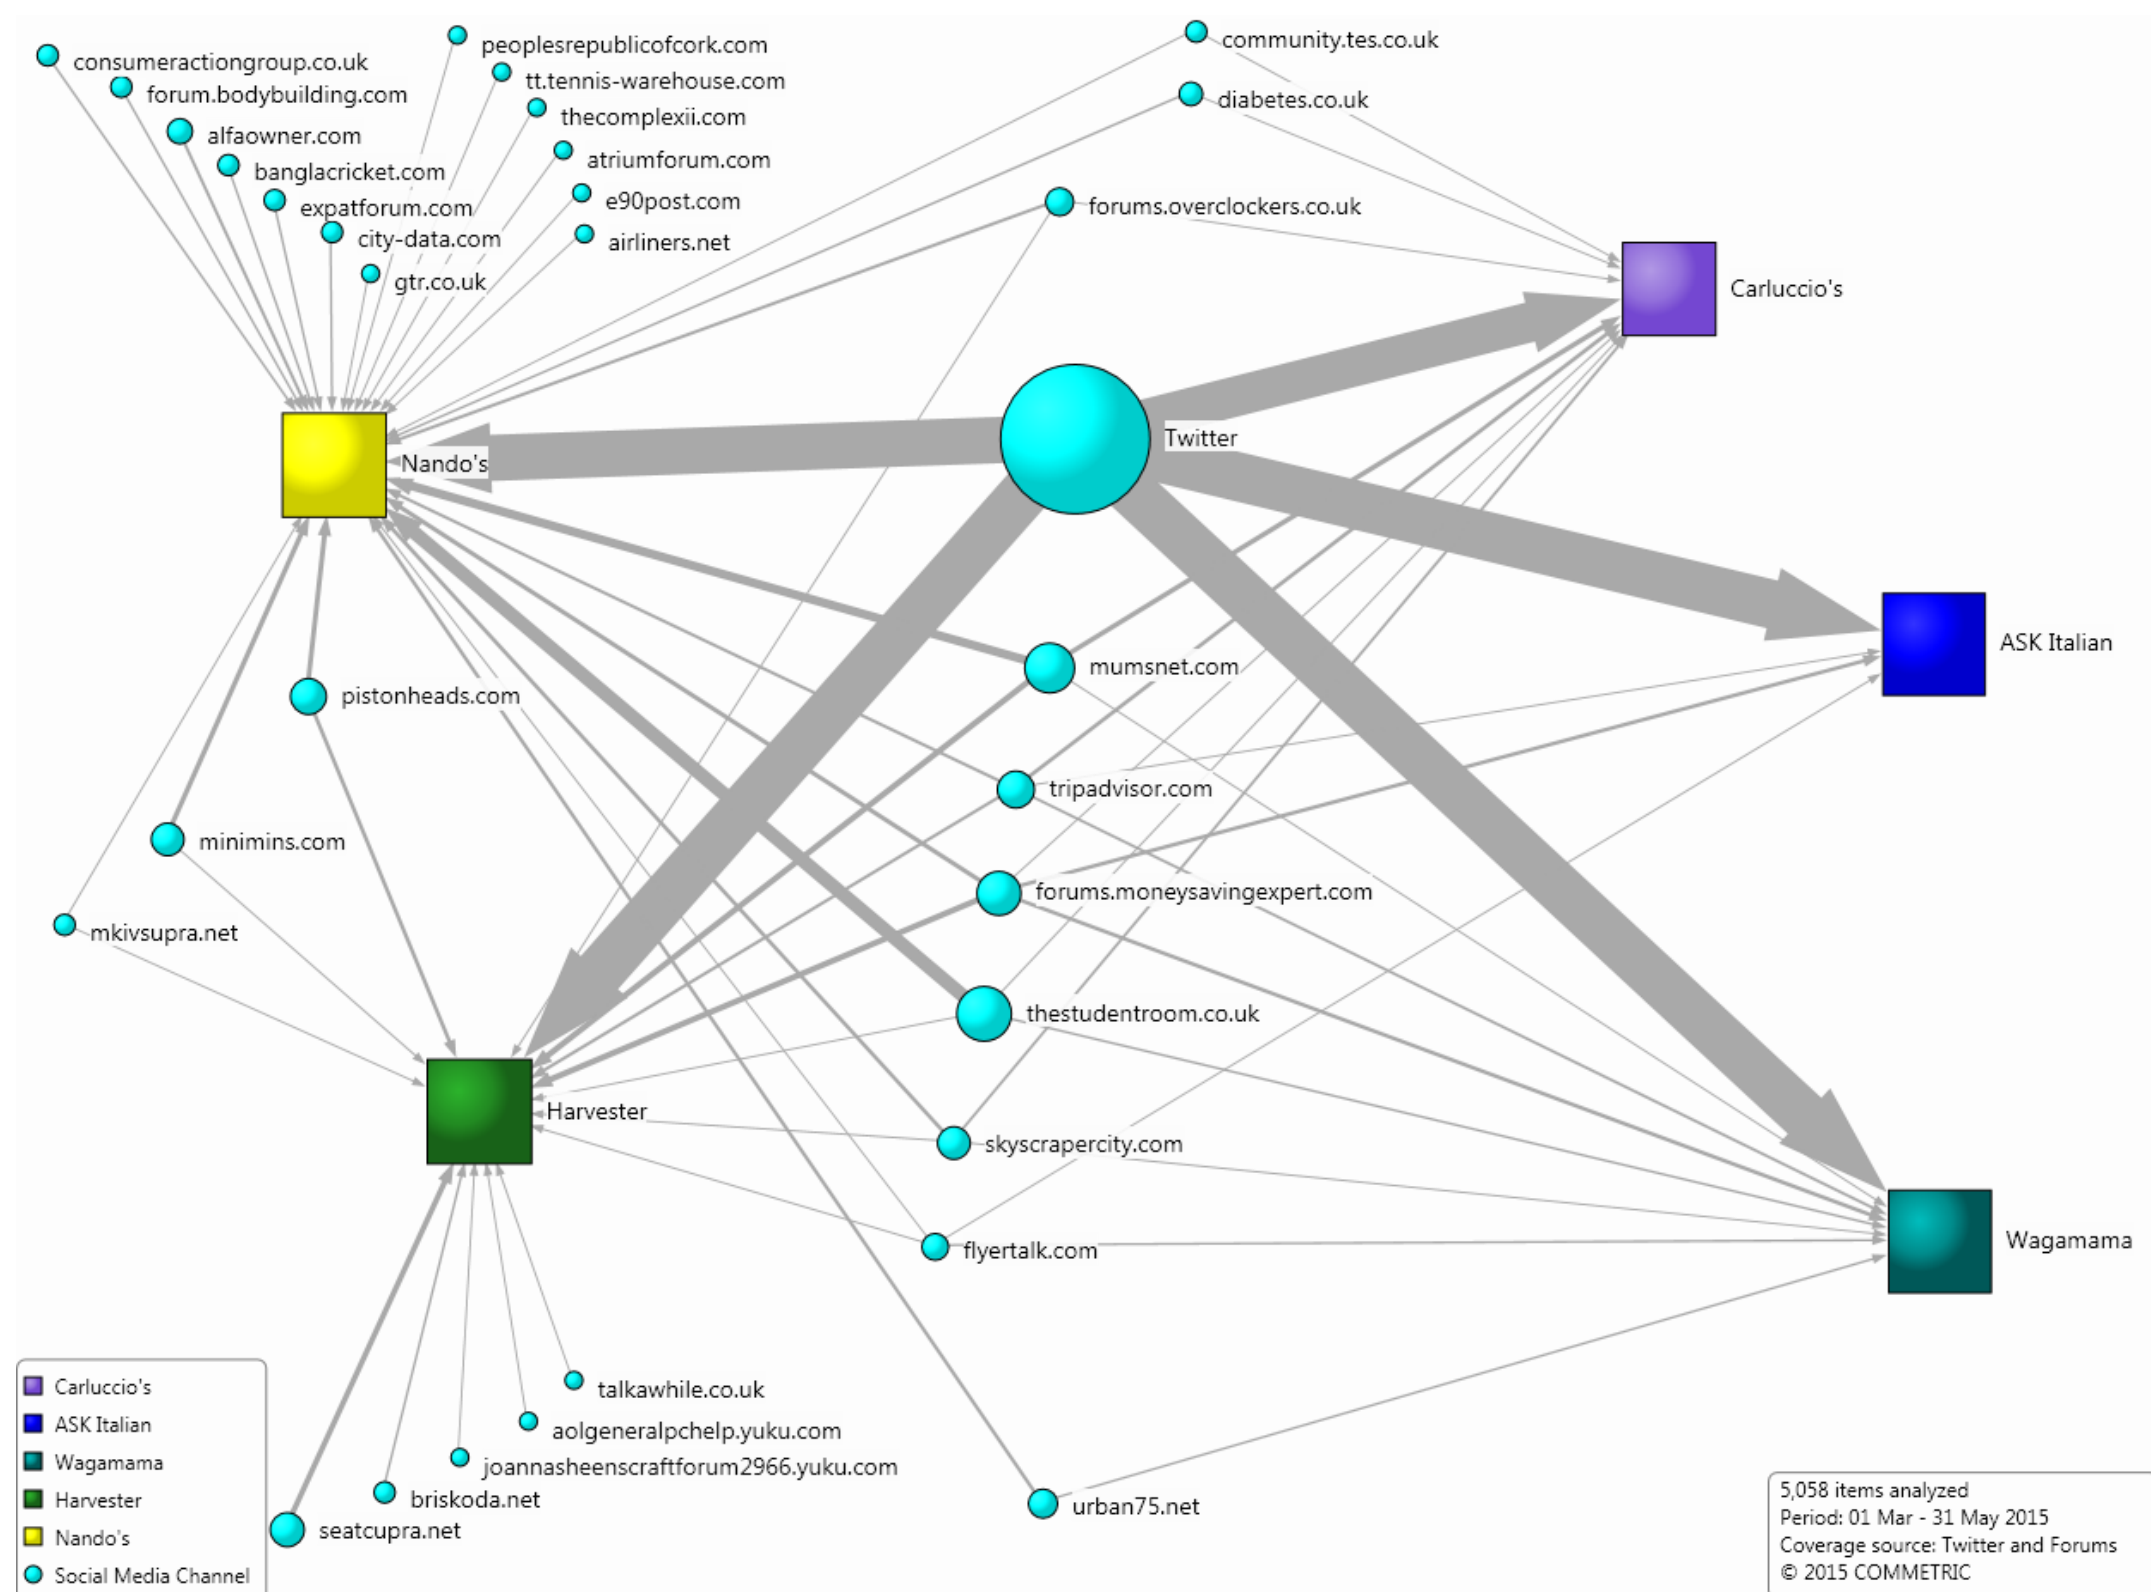 consumeractiongroup.co.uk
forum.bodybuilding.com
alfaowner.com
banglacricket.com
expatforum.com
city-data.com
gtr.co.uk
peoplesrepublicofcork.com
tt.tennis-warehouse.com
thecomplexii.com
atriumforum.com
e90post.com
airliners.net
community.tes.co.uk
diabetes.co.uk
forums.overclockers.co.uk
Carluccio's
Twitter
Nando's
ASK Italian
mumsnet.com
pistonheads.com
tripadvisor.com
minimins.com
forums.moneysavingexpert.com
mkivsupra.net
thestudentroom.co.uk
Harvester
skyscrapercity.com
flyertalk.com
Wagamama
talkawhile.co.uk
aolgeneralpchelp.yuku.com
joannasheenscraftforum2966.yuku.com
briskoda.net
seatcupra.net
urban75.net
Carluccio's
ASK Italian
Wagamama
Harvester
Nando's
Social Media Channel
5,058 items analyzed
Period: 01 Mar - 31 May 2015
Coverage source: Twitter and Forums
© 2015 COMMETRIC